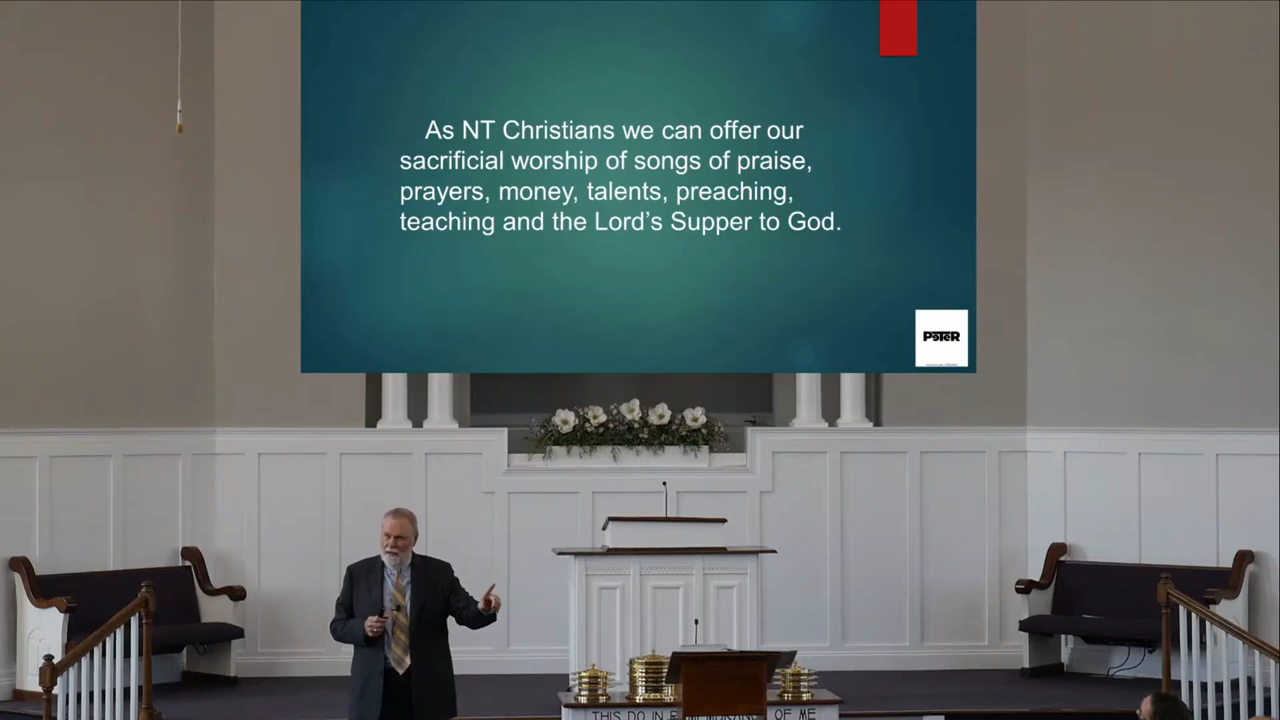 As NT Christians we can offer our
sacrificial worship of songs of praise,
prayers, money, talents, preaching,
teaching and the Lord's Supper to God.
PeTeR
THIS DO IN REMEMBRANCE OF ME